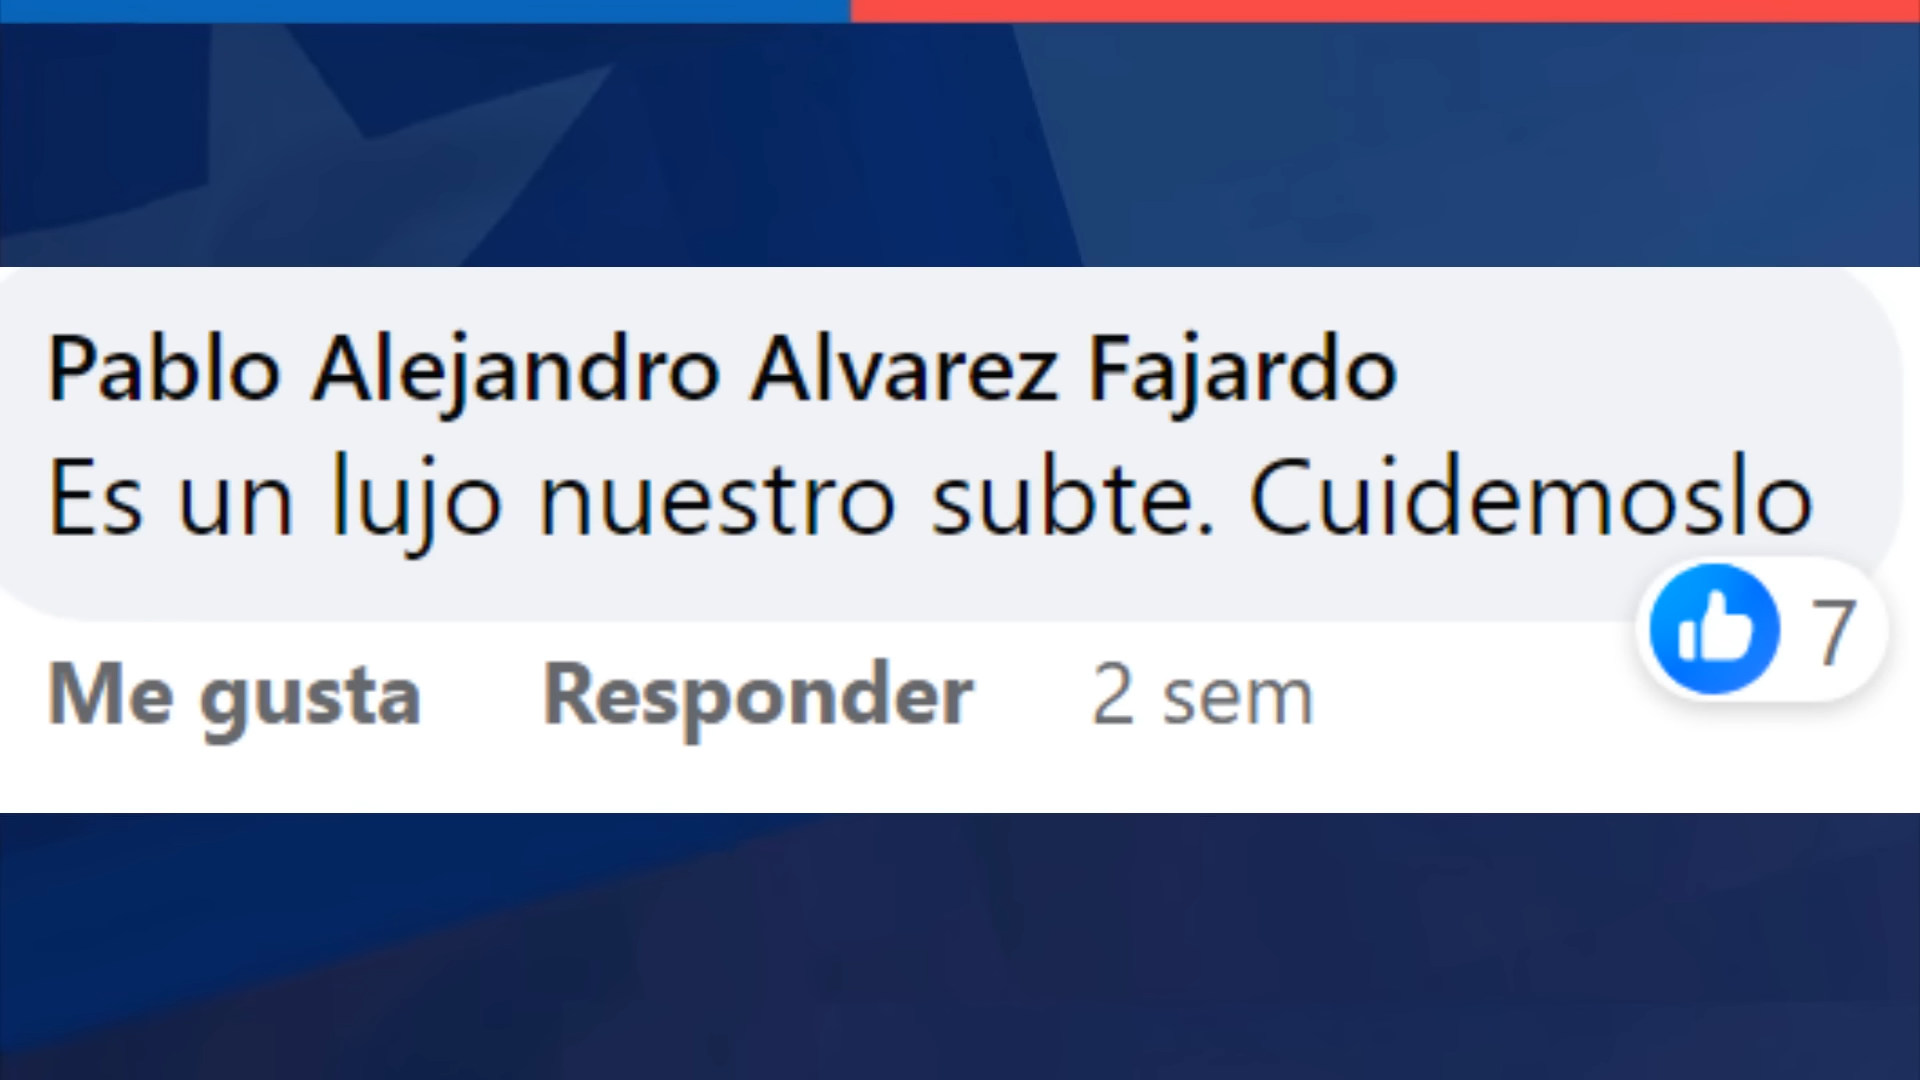 Pablo Alejandro Alvarez Fajardo
Es un lujo nuestro subte. Cuidemoslo
7
Me gusta Responder 2 sem